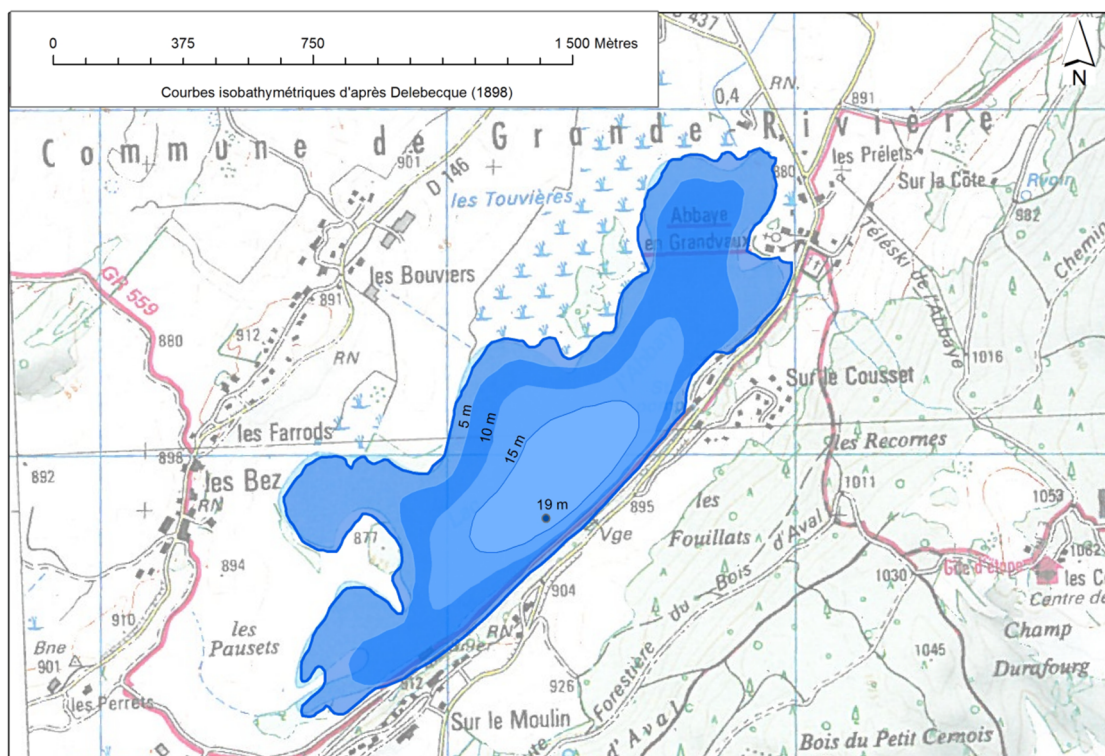 0 375 750 1 500 Mètres
Courbes isobathymétriques d'après Delebecque (1898)
N
437
RN.
0,4
891
Commune de Grande-Rivière
901
D 146
les Prélets
880
Sur la Côte
les Touvières
Abbaye
en Grandvaux
982
Chemin
Téléski de l'Abbaye
GR 559
les Bouviers
891
880
912
RN
1016
Sur le Cousset
5 m
10 m
15 m
les Farrods
les Recornes
898
892
les Bez
RN
19 m
895
les
Fouillats
1011
1053
Vge
877
894
904
1030
Gîte d'étape
1062
Centre de
Champ
Durafourg
les
Pausets
910
Bne
901
RN
1045
912
926
les Perrets
Sur le Moulin
Forestière du Bois d'Aval
d'Aval
Bois du Petit Cernois